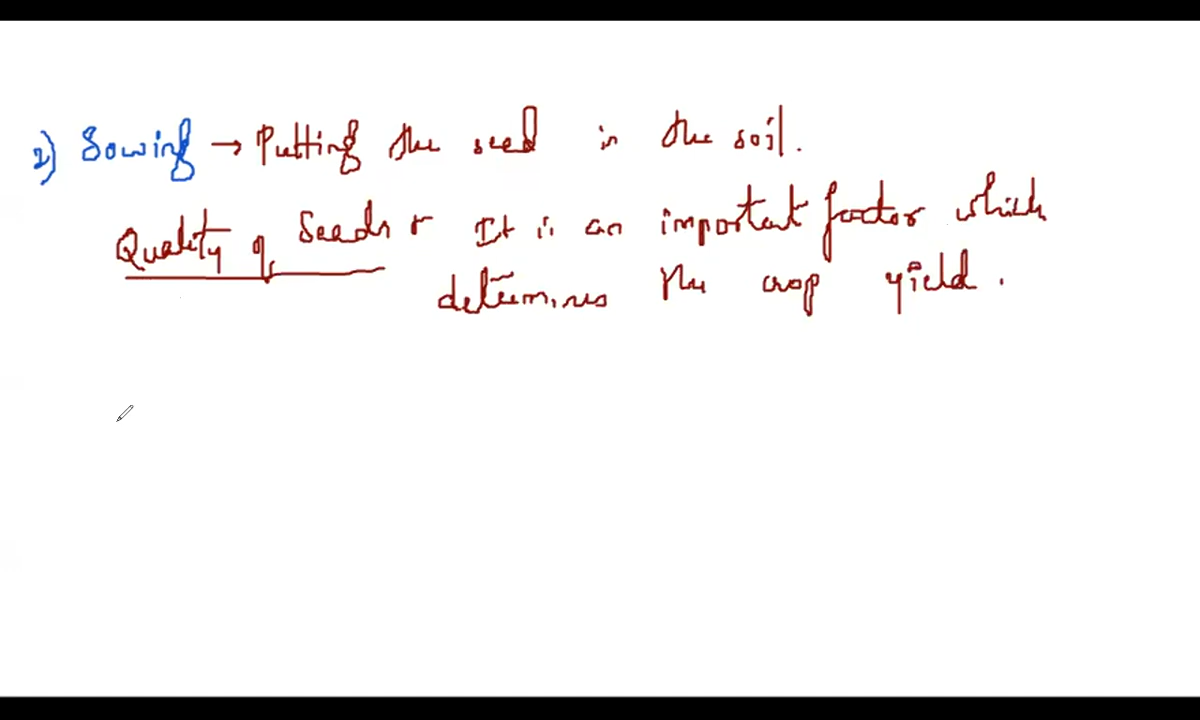 2) Sowing → Putting the seed in the soil.
Quality of Seeds r It is an important factor which
determines the crop yield.